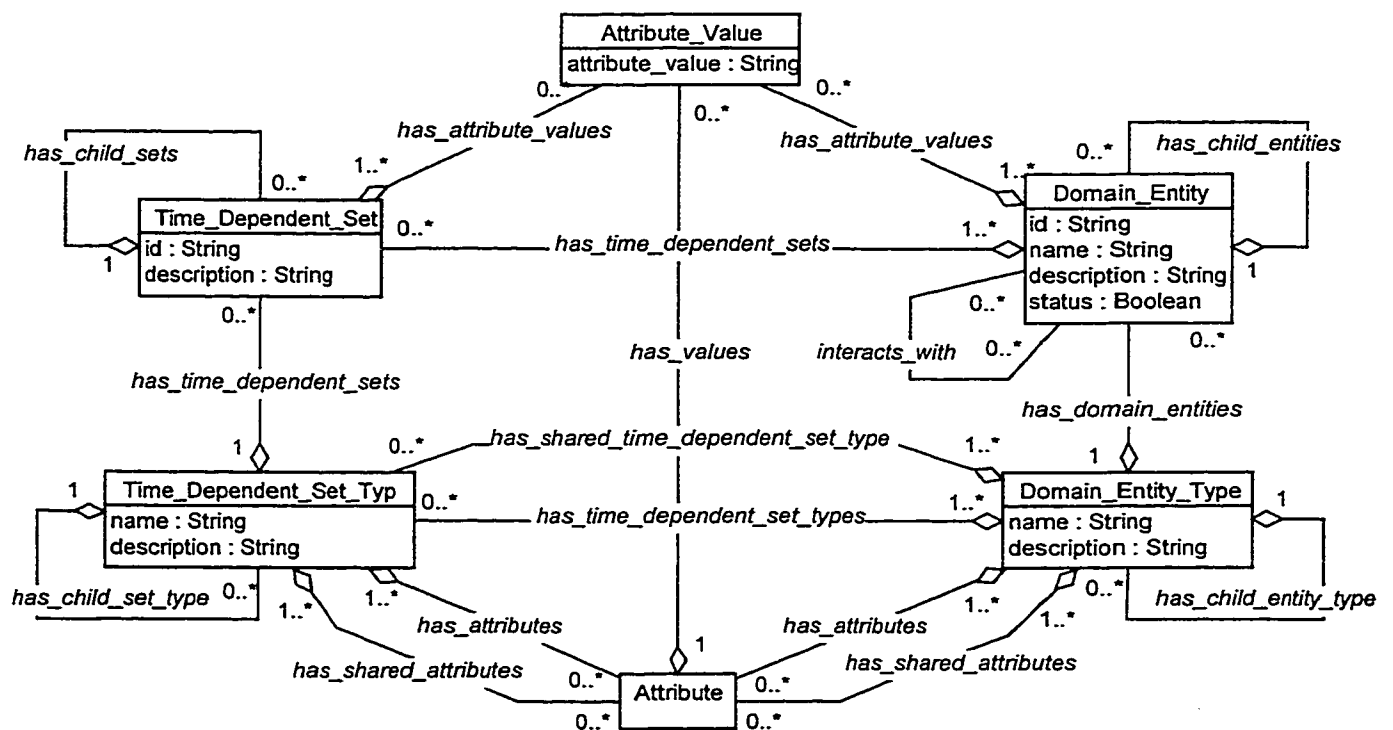 Attribute_Value
attribute_value : String
0..
0..*
0..*
has_attribute_values
has_attribute_values
has_child_sets
0..*
has_child_entities
1..*
0..*
1..*
Time_Dependent_Set
id : String
description : String
1
0..*
has_time_dependent_sets
1..*
Domain_Entity
id : String
name : String
description : String
status : Boolean
1
0..*
0..*
interacts_with
0..*
0..*
has_values
has_time_dependent_sets
has_domain_entities
1
0..*
has_shared_time_dependent_set_type
1..*
1
1
Time_Dependent_Set_Typ
name : String
description : String
0..*
has_time_dependent_set_types
1..*
Domain_Entity_Type
name : String
description : String
1
has_child_set_type
0..*
1..*
1..*
has_attributes
has_shared_attributes
1
has_attributes
has_shared_attributes
1..*
1..*
0..*
has_child_entity_type
0..*
0..*
Attribute
0..*
0..*